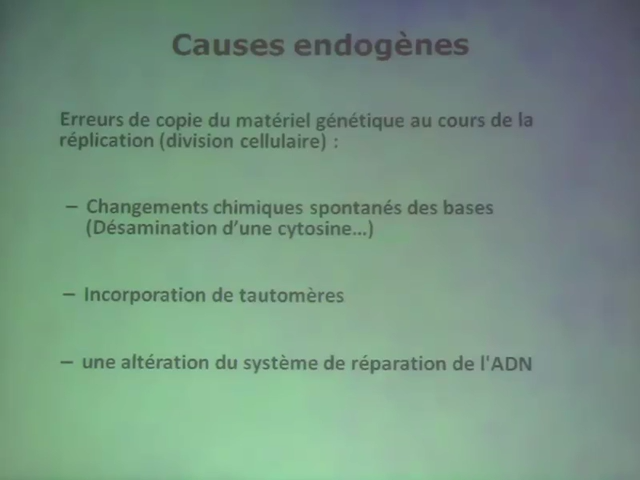 Causes endogènes
Erreurs de copie du matériel génétique au cours de la
réplication (division cellulaire) :
– Changements chimiques spontanés des bases
(Désamination d’une cytosine…)
– Incorporation de tautomères
– une altération du système de réparation de l'ADN